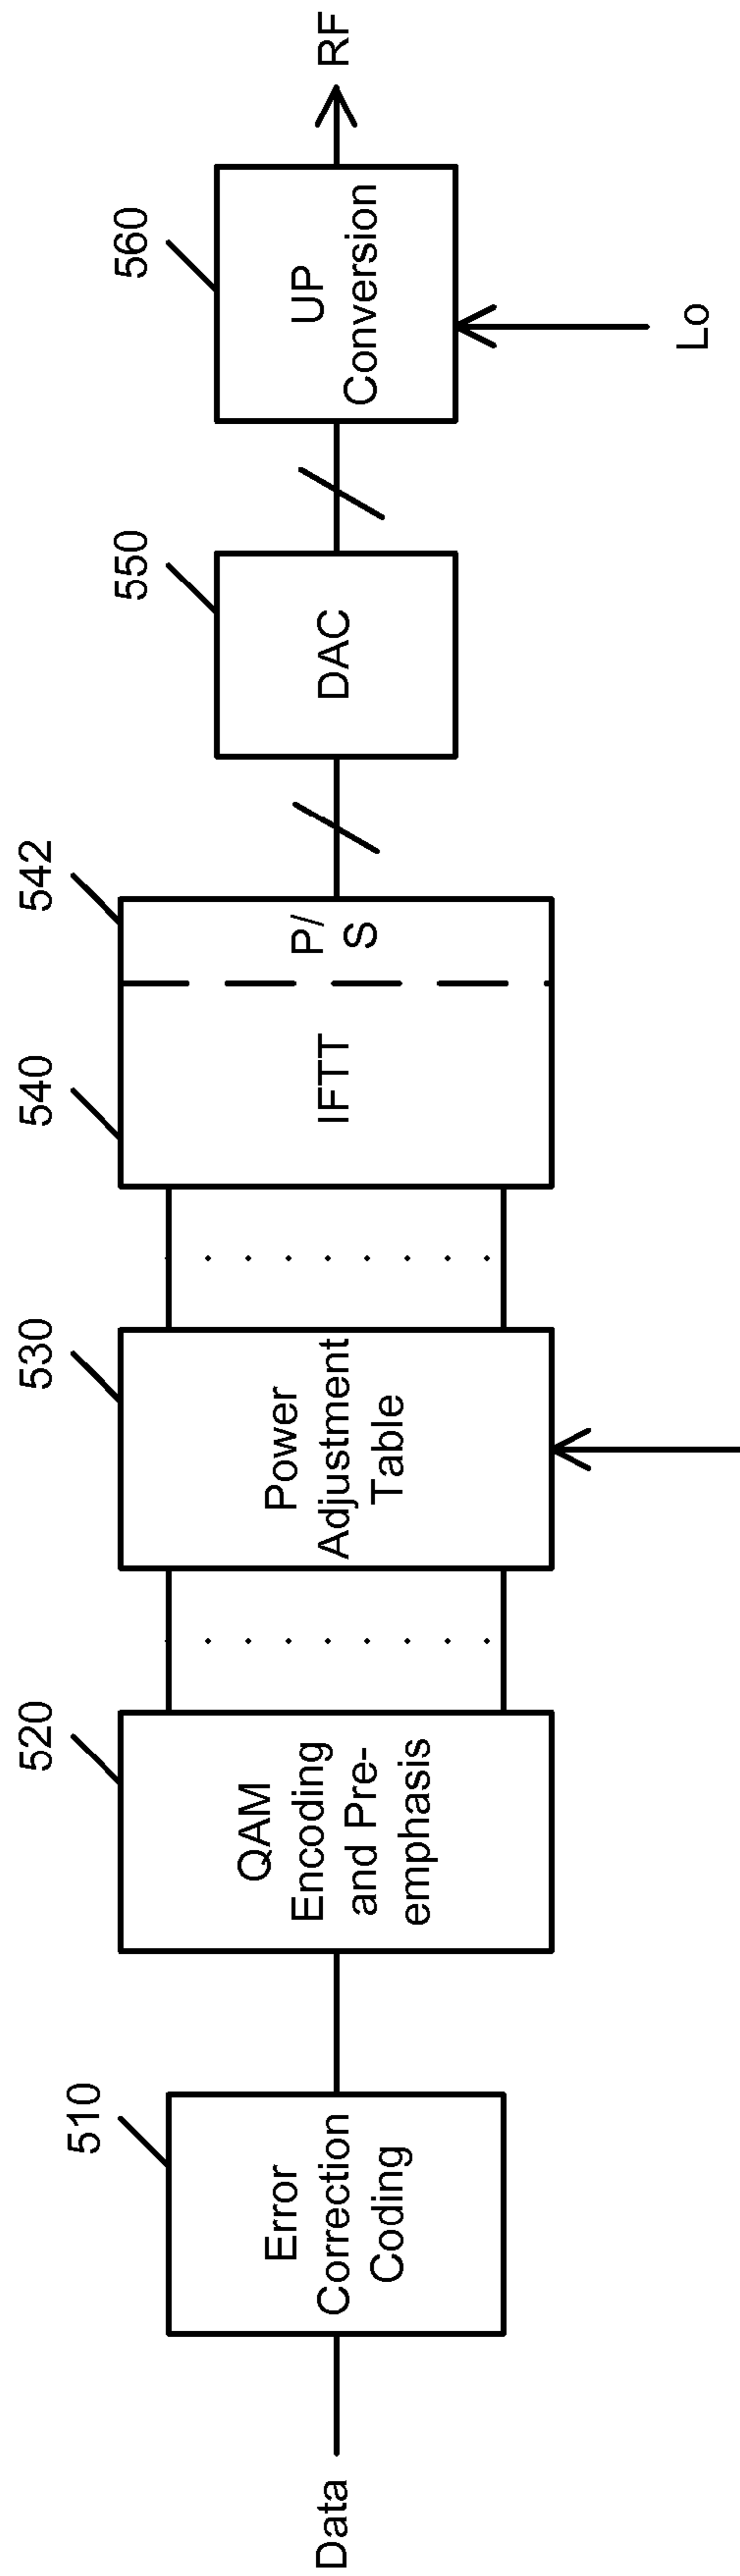 Data
510
Error
Correction
Coding
520
QAM
Encoding
and Pre-
emphasis
530
Power
Adjustment
Table
540
IFTT
542
P/
S
550
DAC
560
UP
Conversion
Lo
RF